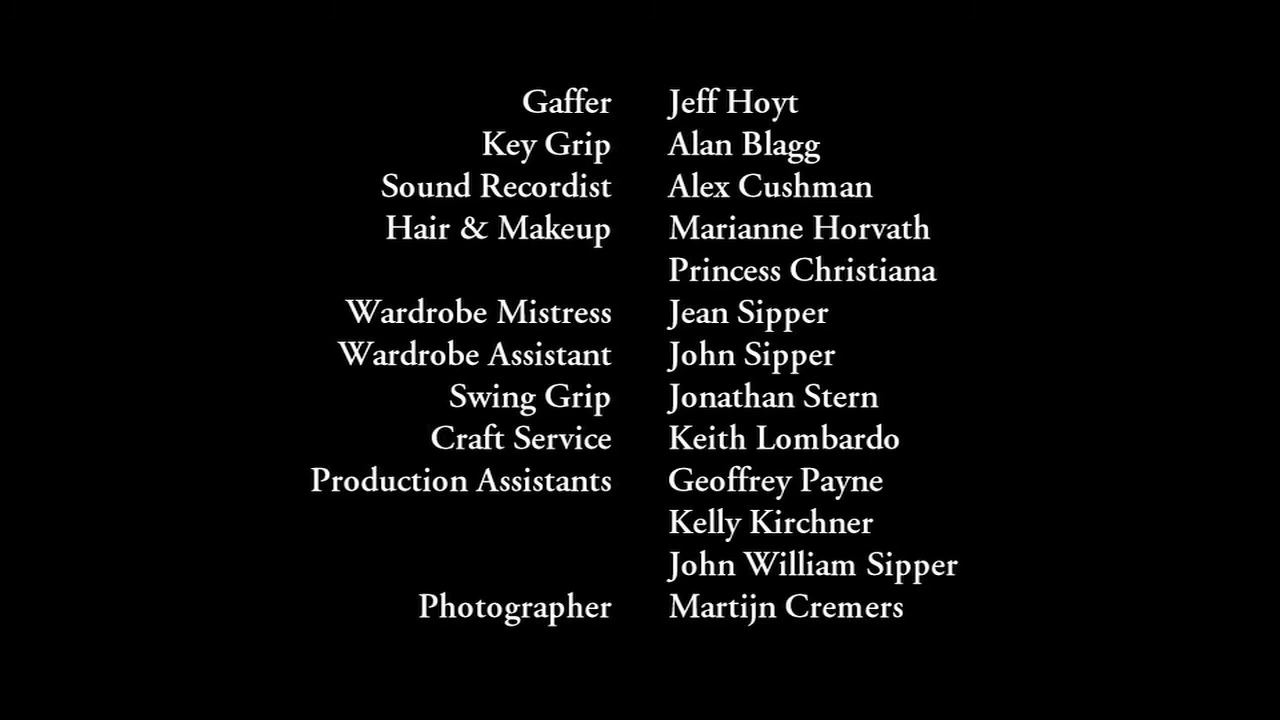 Gaffer Jeff Hoyt
Key Grip Alan Blagg
Sound Recordist Alex Cushman
Hair & Makeup Marianne Horvath
Princess Christiana
Wardrobe Mistress Jean Sipper
Wardrobe Assistant John Sipper
Swing Grip Jonathan Stern
Craft Service Keith Lombardo
Production Assistants Geoffrey Payne
Kelly Kirchner
John William Sipper
Photographer Martijn Cremers